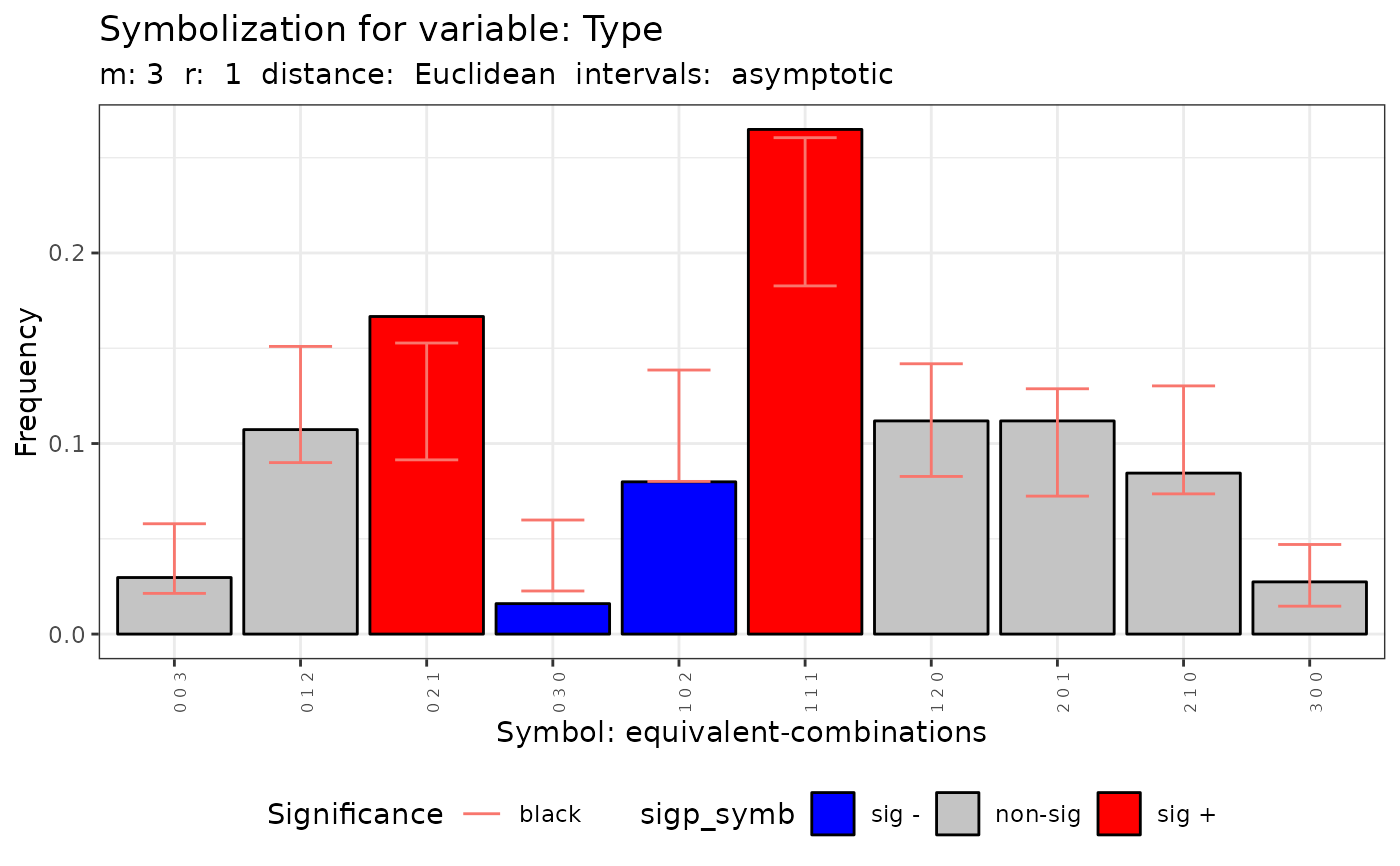 Symbolization for variable: Type
m: 3 r: 1 distance: Euclidean intervals: asymptotic
Frequency
0.2
0.1
0.0
0 0 3
0 1 2
0 2 1
0 3 0
1 0 2
1 1 1
1 2 0
2 0 1
2 1 0
3 0 0
Symbol: equivalent-combinations
Significance black sigp_symb sig - non-sig sig +